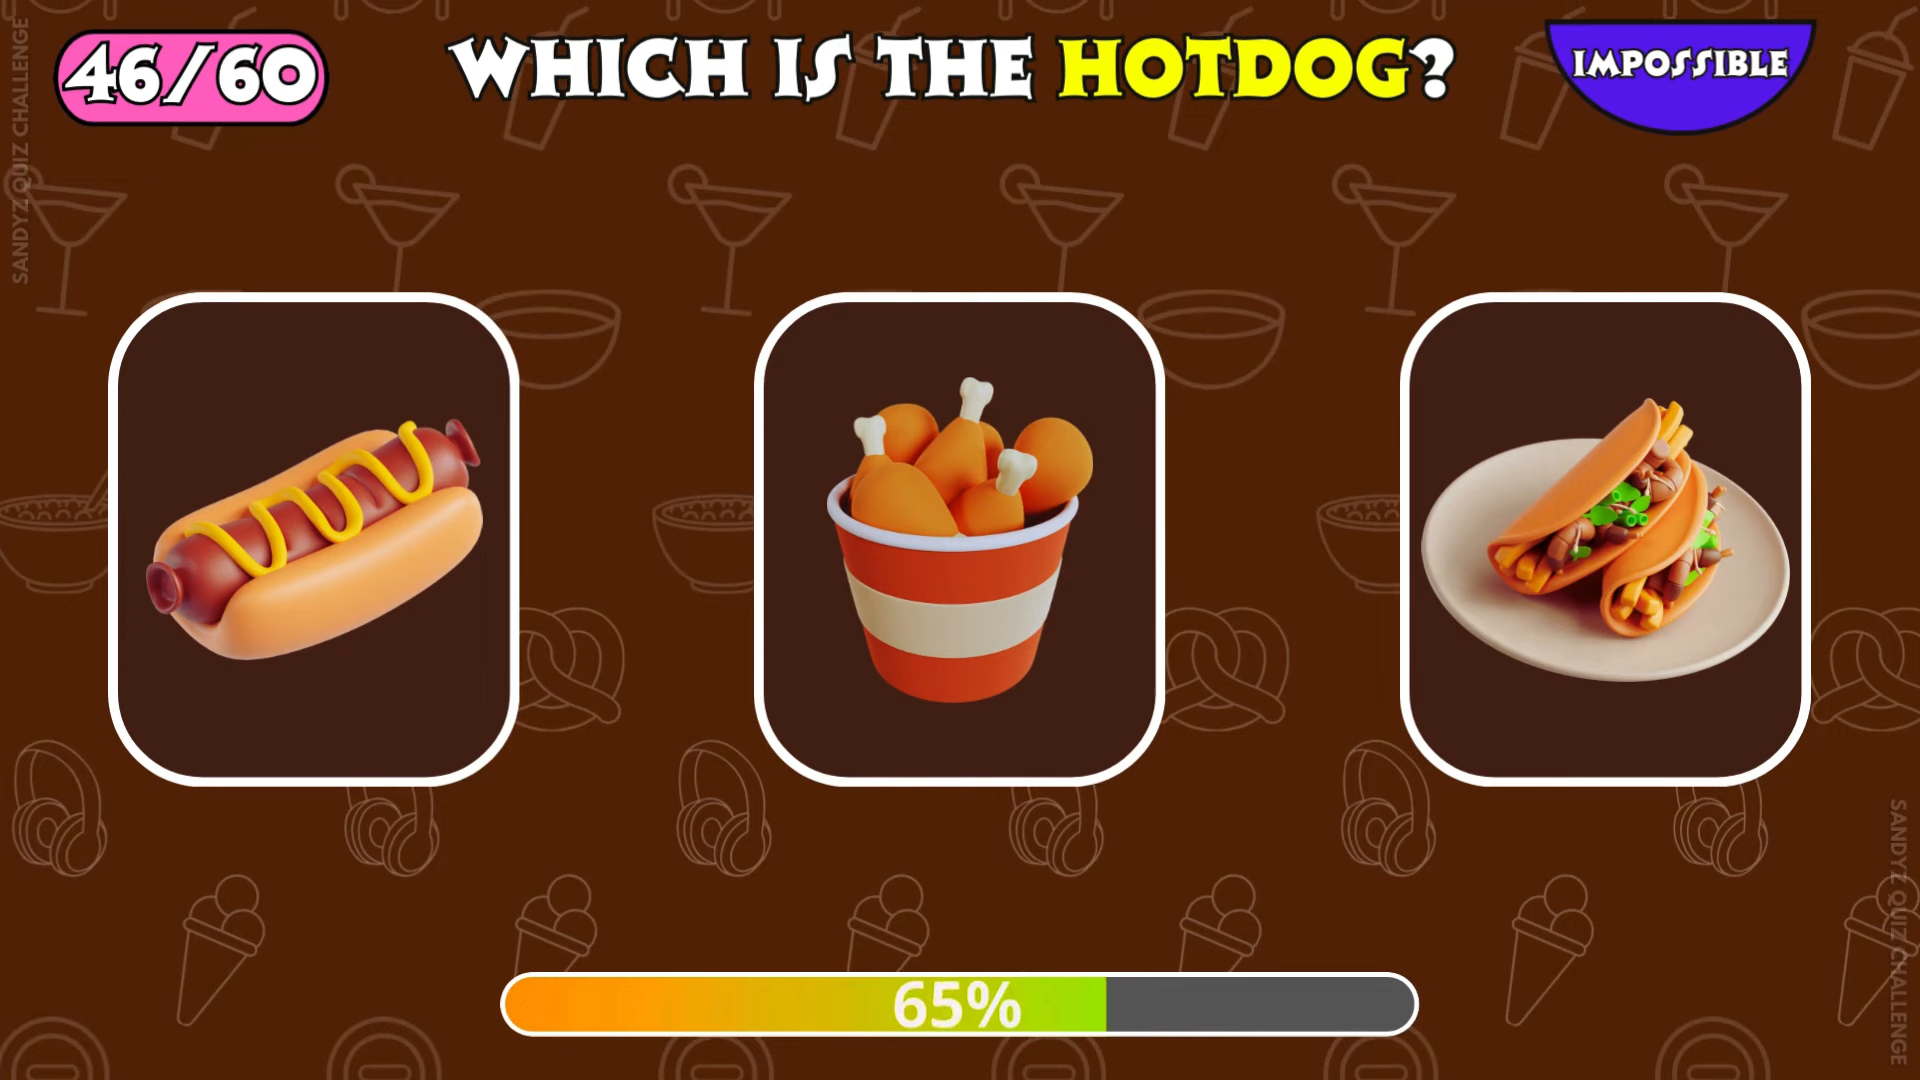 46/60
WHICH IS THE HOTDOG?
IMPOSSIBLE
SANDYZ QUIZ CHALLENGE
65%
SANDYZ QUIZ CHALLENGE